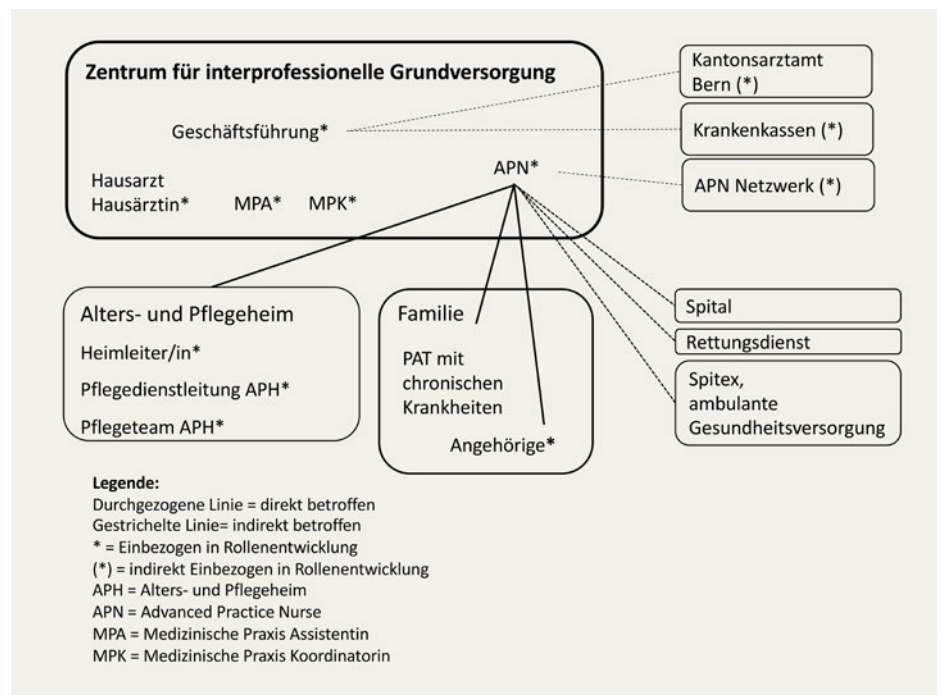 Zentrum für interprofessionelle Grundversorgung
Geschäftsführung*
Hausarzt
Hausärztin*
MPA*
MPK*
APN*
Kantonsarztamt
Bern (*)
Krankenkassen (*)
APN Netzwerk (*)
Alters- und Pflegeheim
Heimleiter/in*
Pflegedienstleitung APH*
Pflegeteam APH*
Familie
PAT mit
chronischen
Krankheiten
Angehörige*
Spital
Rettungsdienst
Spitex,
ambulante
Gesundheitsversorgung
Legende:
Durchgezogene Linie = direkt betroffen
Gestrichelte Linie= indirekt betroffen
* = Einbezogen in Rollenentwicklung
(*) = indirekt Einbezogen in Rollenentwicklung
APH = Alters- und Pflegeheim
APN = Advanced Practice Nurse
MPA = Medizinische Praxis Assistentin
MPK = Medizinische Praxis Koordinatorin